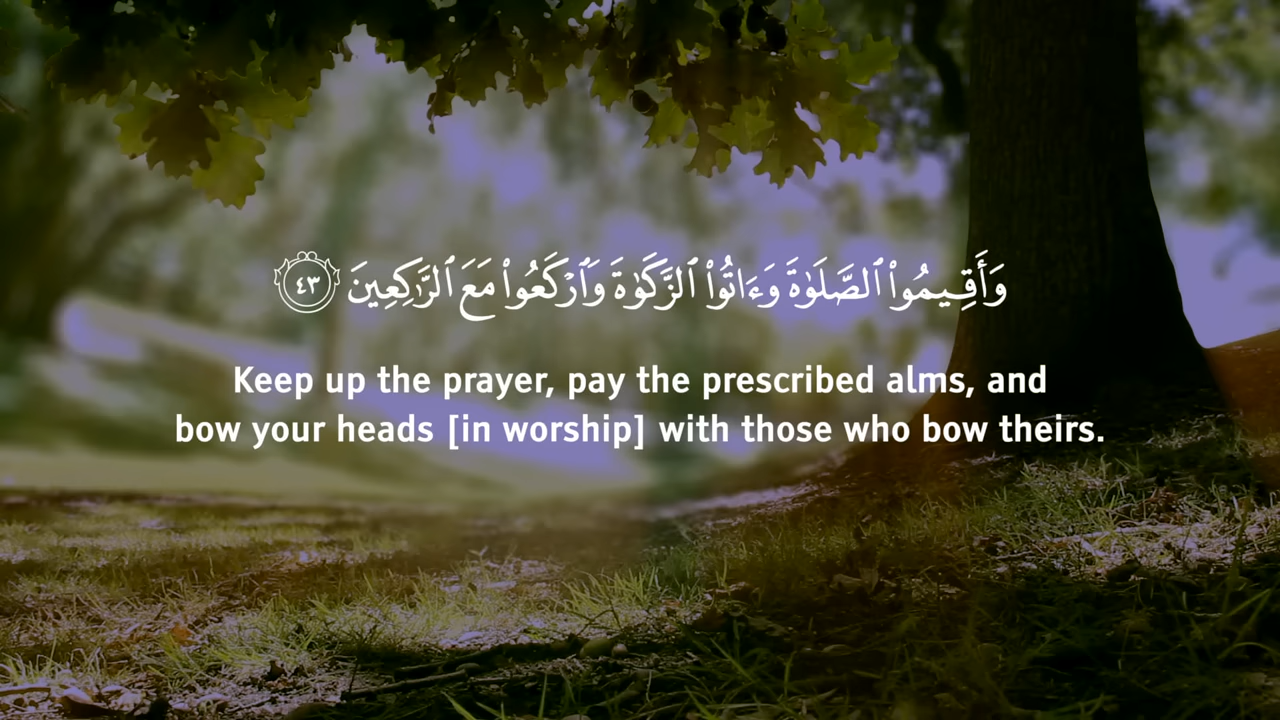 وَأَقِيمُوا۟ ٱلصَّلَوٰةَ وَءَاتُوا۟ ٱلزَّكَوٰةَ وَٱرْكَعُوا۟ مَعَ ٱلرَّٰكِعِينَ ٤٣
Keep up the prayer, pay the prescribed alms, and
bow your heads [in worship] with those who bow theirs.